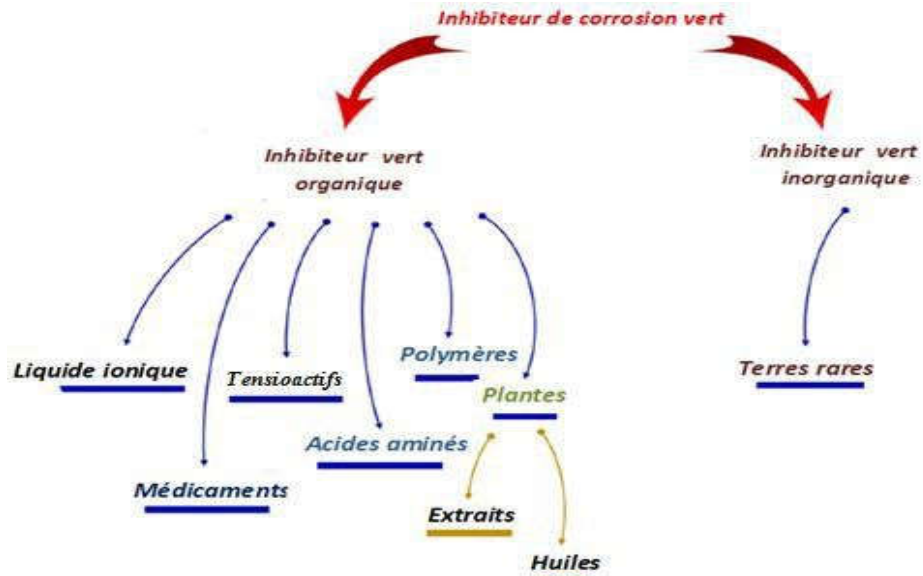 Inhibiteur de corrosion vert
Inhibiteur vert
organique
Inhibiteur vert
inorganique
Liquide ionique
Tensioactifs
Polymères
Terres rares
Plantes
Acides aminés
Médicaments
Extraits
Huiles